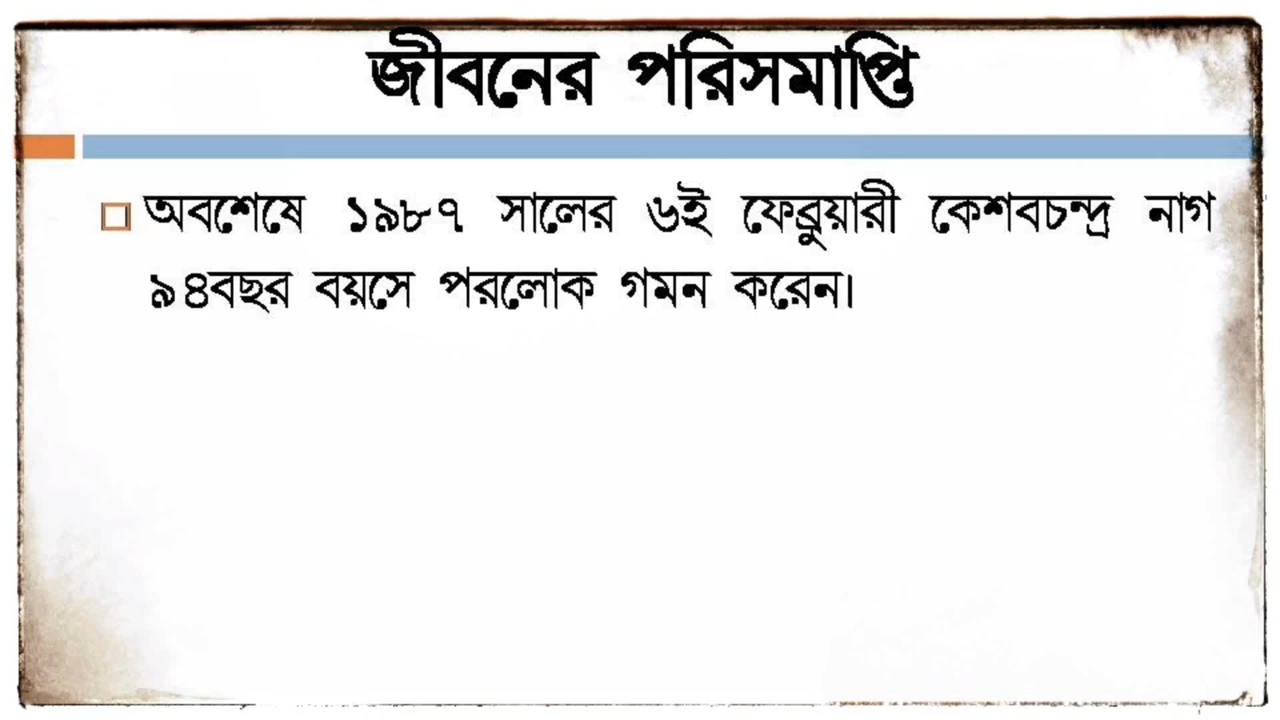 জীবনের পরিসমাপ্তি
অবশেষে ১৯৮৭ সালের ৬ই ফেব্রুয়ারী কেশবচন্দ্র নাগ
৯৪বছর বয়সে পরলোক গমন করেন।